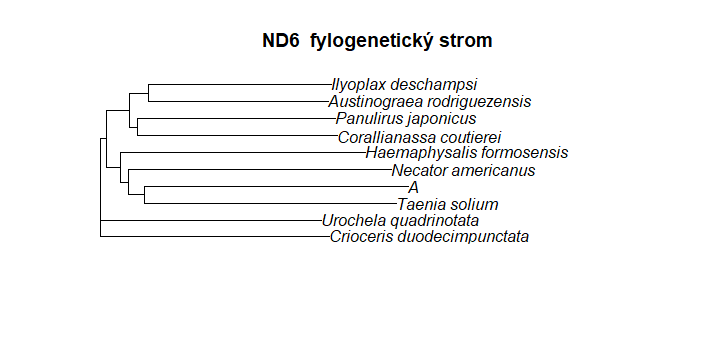 ND6 fylogenetický strom
Ilyoplax deschampsi
Austinograea rodriguezensis
Panulirus japonicus
Corallianassa coutierei
Haemaphysalis formosensis
Necator americanus
A
Taenia solium
Urochela quadrinotata
Crioceris duodecimpunctata